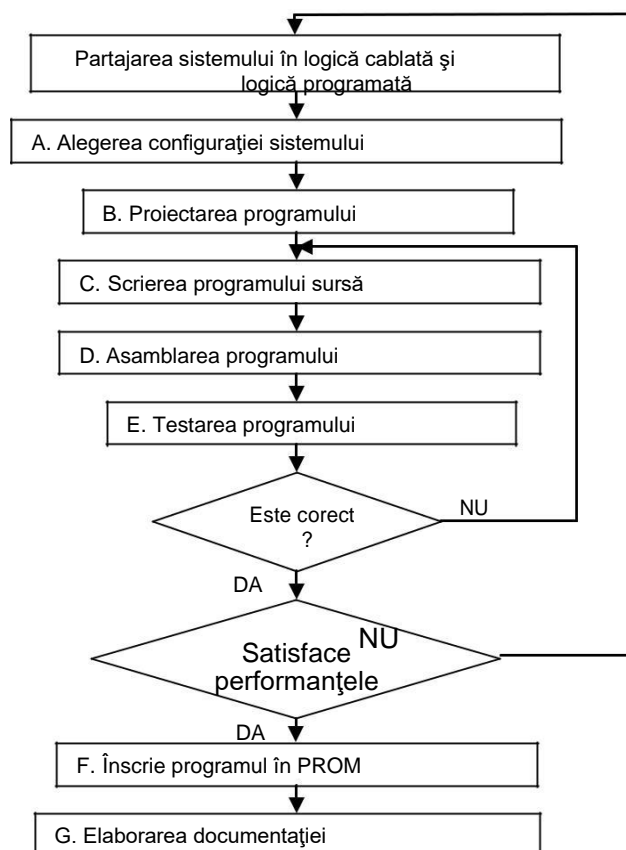 Partajarea sistemului în logică cablată şi
logică programată
A. Alegerea configuraţiei sistemului
B. Proiectarea programului
C. Scrierea programului sursă
D. Asamblarea programului
E. Testarea programului
Este corect
?
NU
DA
NU
Satisface
performanţele
DA
F. Înscrie programul în PROM
G. Elaborarea documentaţiei